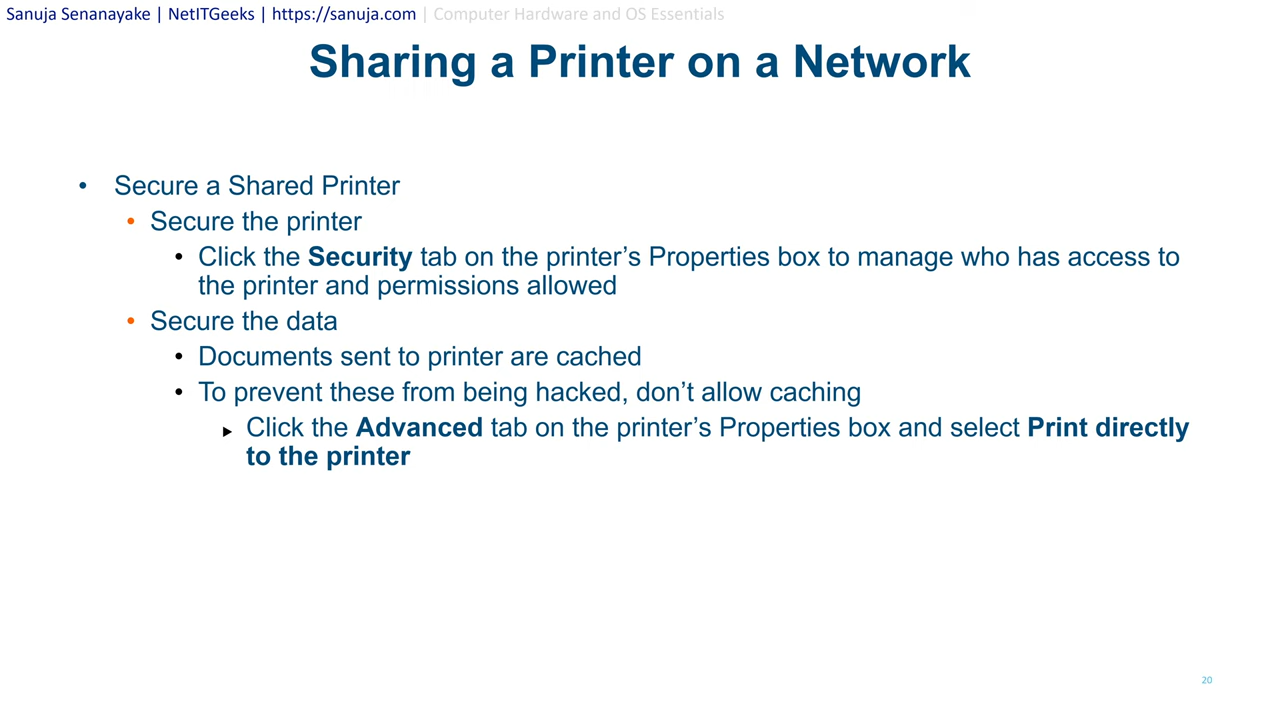 Sanuja Senanayake | NetITGeeks | https://sanuja.com | Computer Hardware and OS Essentials
Sharing a Printer on a Network
• Secure a Shared Printer
• Secure the printer
• Click the Security tab on the printer’s Properties box to manage who has access to
the printer and permissions allowed
• Secure the data
• Documents sent to printer are cached
• To prevent these from being hacked, don’t allow caching
▶ Click the Advanced tab on the printer’s Properties box and select Print directly
to the printer
20